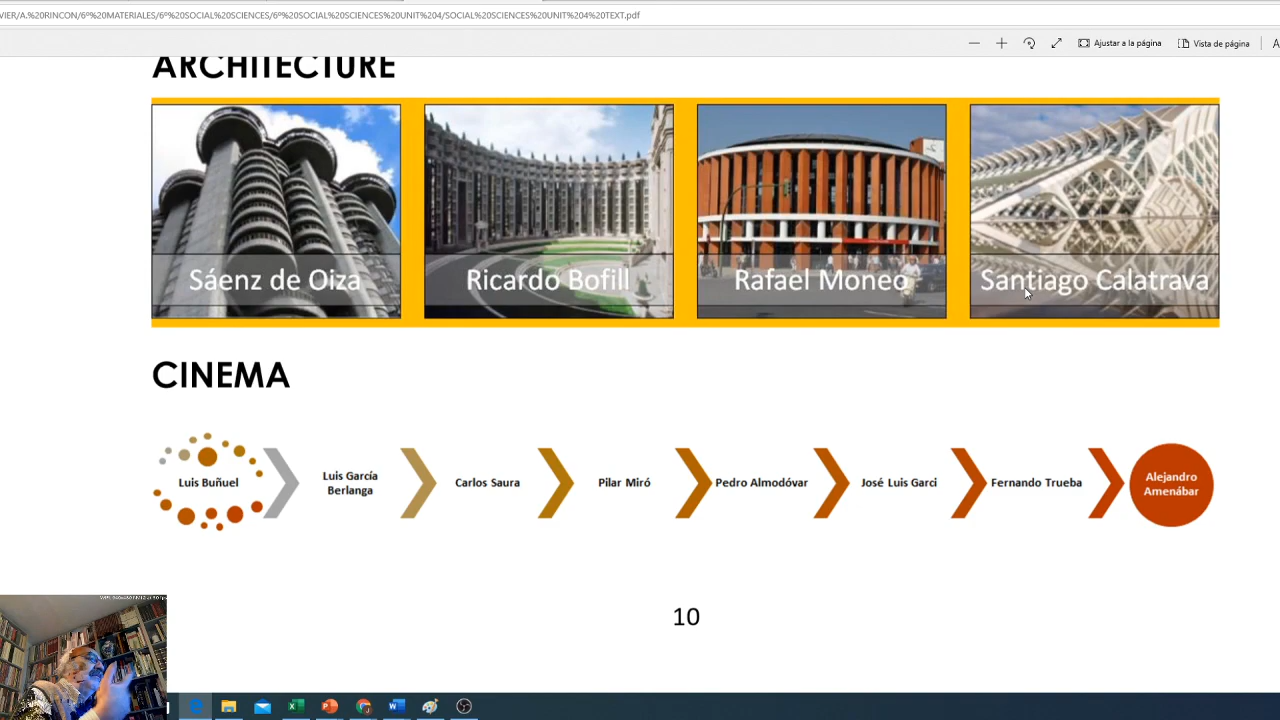 VIER/A.%20RINCON/6º%20MATERIALES/6º%20SOCIAL%20SCIENCES/6º%20SOCIAL%20SCIENCES%20UNIT%204/SOCIAL%20SCIENCES%20UNIT%204%20TEXT.pdf
Ajustar a la página
Vista de página
A
ARCHITECTURE
Sáenz de Oiza
Ricardo Bofill
Rafael Moneo
Santiago Calatrava
CINEMA
Luis Buñuel
Luis García
Berlanga
Carlos Saura
Pilar Miró
Pedro Almodóvar
José Luis Garci
Fernando Trueba
Alejandro
Amenábar
10